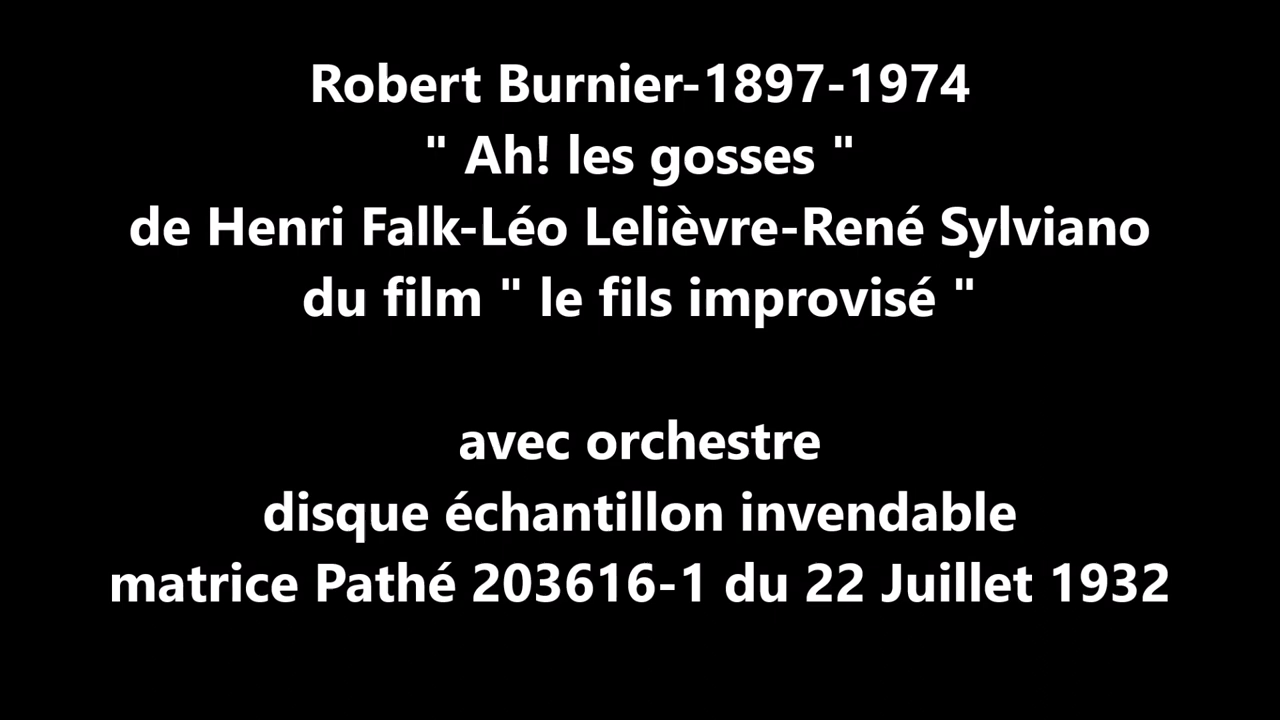 Robert Burnier-1897-1974
" Ah! les gosses "
de Henri Falk-Léo Lelièvre-René Sylviano
du film " le fils improvisé "
avec orchestre
disque échantillon invendable
matrice Pathé 203616-1 du 22 Juillet 1932